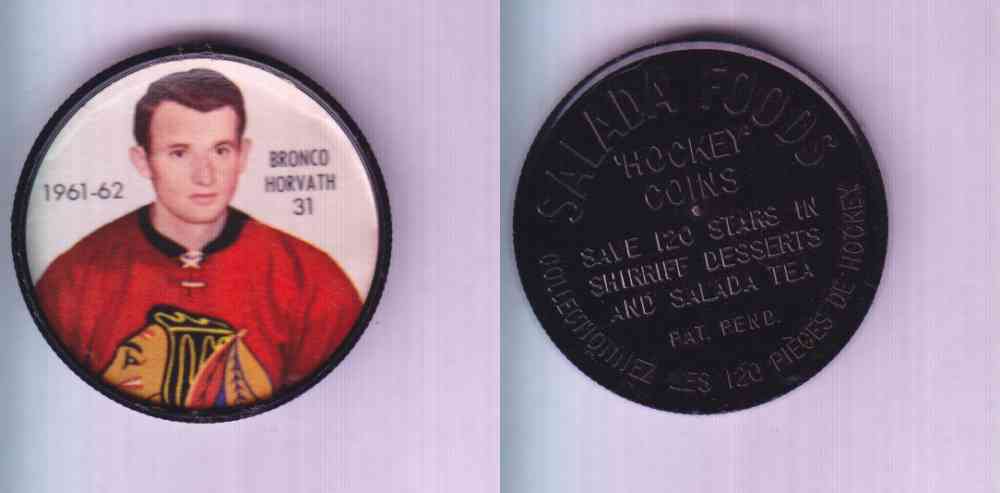 1961-62
BRONCO
HORVATH
31
SALADA FOODS
"HOCKEY"
COINS
SAVE 120 STARS IN
SHIRRIFF DESSERTS
AND SALADA TEA
PAT. PEND.
COLLECTIONNEZ LES 120 PIÈCES DE HOCKEY